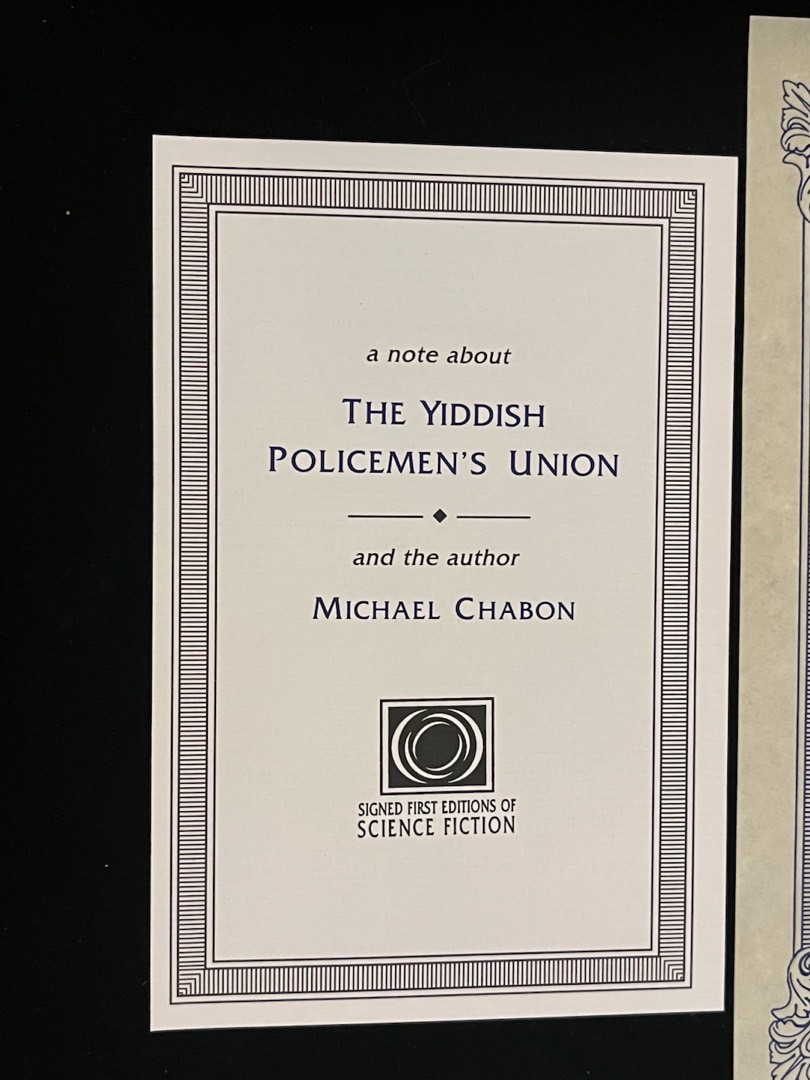 a note about
THE YIDDISH
POLICEMEN'S UNION
and the author
MICHAEL CHABON
SIGNED FIRST EDITIONS OF
SCIENCE FICTION